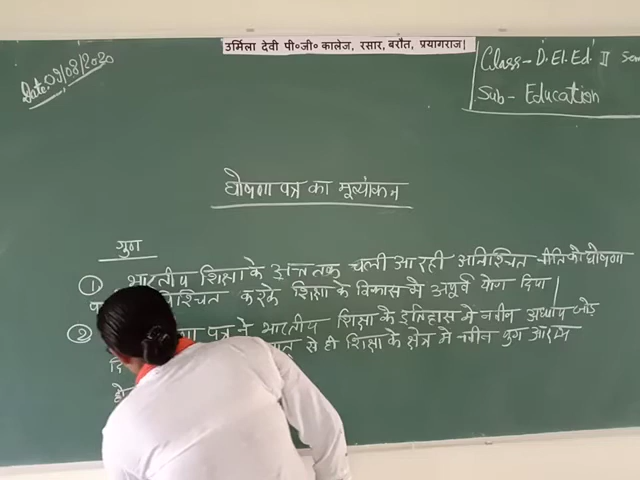 उर्मिला देवी पी०जी० कालेज, रसार, बरौत, प्रयागराज।
Date: 09/08/2020
Class- D.El.Ed II Sem
Sub- Education
घोषणा पत्र का मूल्यांकन
गुण
① भारतीय शिक्षा के अन्त तक चली आ रही अनिश्चित नीति को घोषणा
निश्चित करके शिक्षा के विकास में अपूर्व योग दिया।
② पत्र ने भारतीय शिक्षा के इतिहास में नवीन अध्याय जोड़
से ही शिक्षा के क्षेत्र में नवीन युग आरम्भ